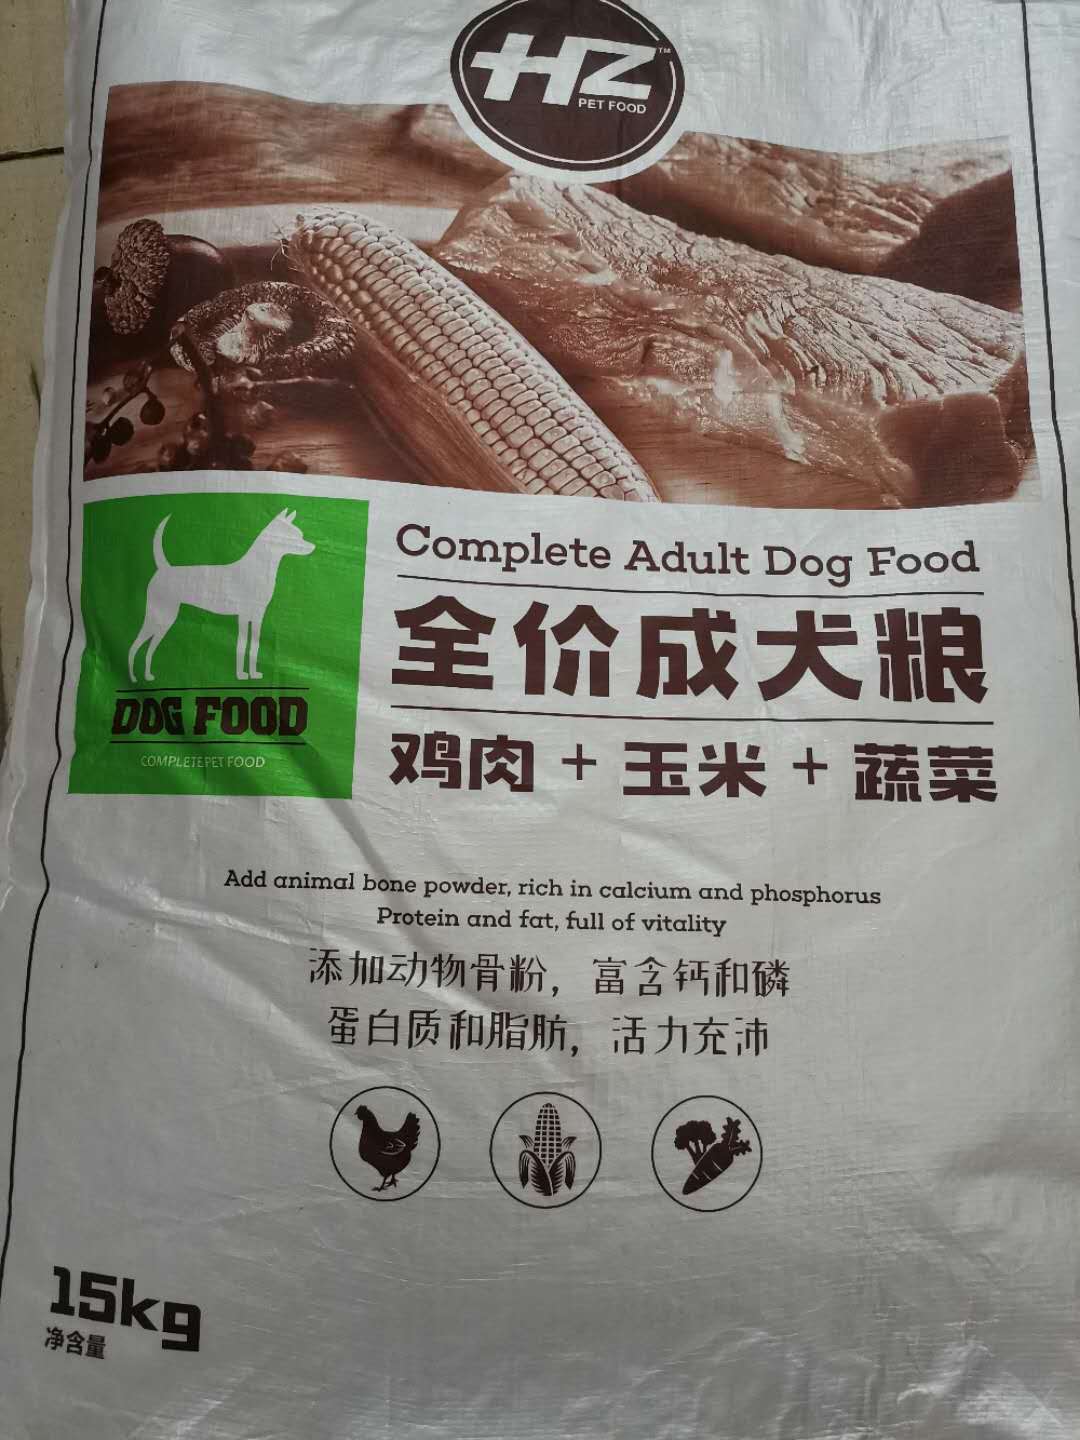 HZ™
PET FOOD
Complete Adult Dog Food
全价成犬粮
鸡肉+玉米+蔬菜
DOG FOOD
COMPLETE PET FOOD
Add animal bone powder, rich in calcium and phosphorus
Protein and fat, full of vitality
添加动物骨粉，富含钙和磷
蛋白质和脂肪，活力充沛
15kg
净含量